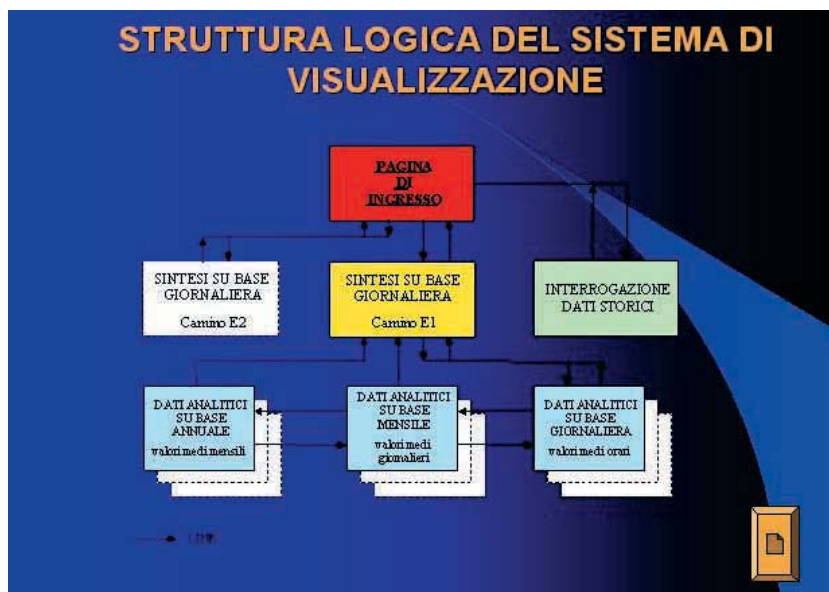 STRUTTURA LOGICA DEL SISTEMA DI
VISUALIZZAZIONE
PAGINA
DI
INGRESSO
SINTESI SU BASE
GIORNALIERA
Camino E2
SINTESI SU BASE
GIORNALIERA
Camino E1
INTERROGAZIONE
DATI STORICI
DATI ANALITICI
SU BASE
ANNUALE
valori medi mensili
DATI ANALITICI
SU BASE
MENSILE
valori medi
giornalieri
DATI ANALITICI
SU BASE
GIORNALIERA
valori medi orari